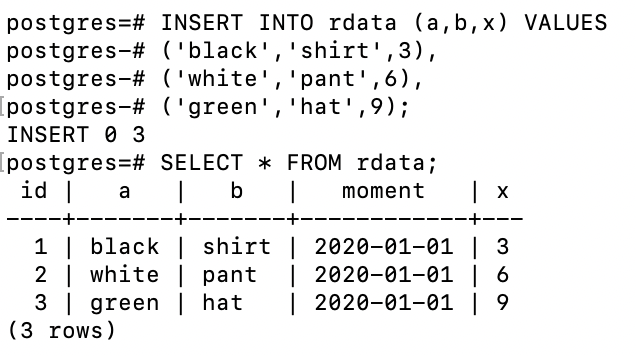 postgres=# INSERT INTO rdata (a,b,x) VALUES
postgres-# ('black','shirt',3),
postgres-# ('white','pant',6),
[postgres-# ('green','hat',9);
INSERT 0 3
[postgres=# SELECT * FROM rdata;
 id |   a   |   b   |   moment   | x
----+-------+-------+------------+---
  1 | black | shirt | 2020-01-01 | 3
  2 | white | pant  | 2020-01-01 | 6
  3 | green | hat   | 2020-01-01 | 9
(3 rows)